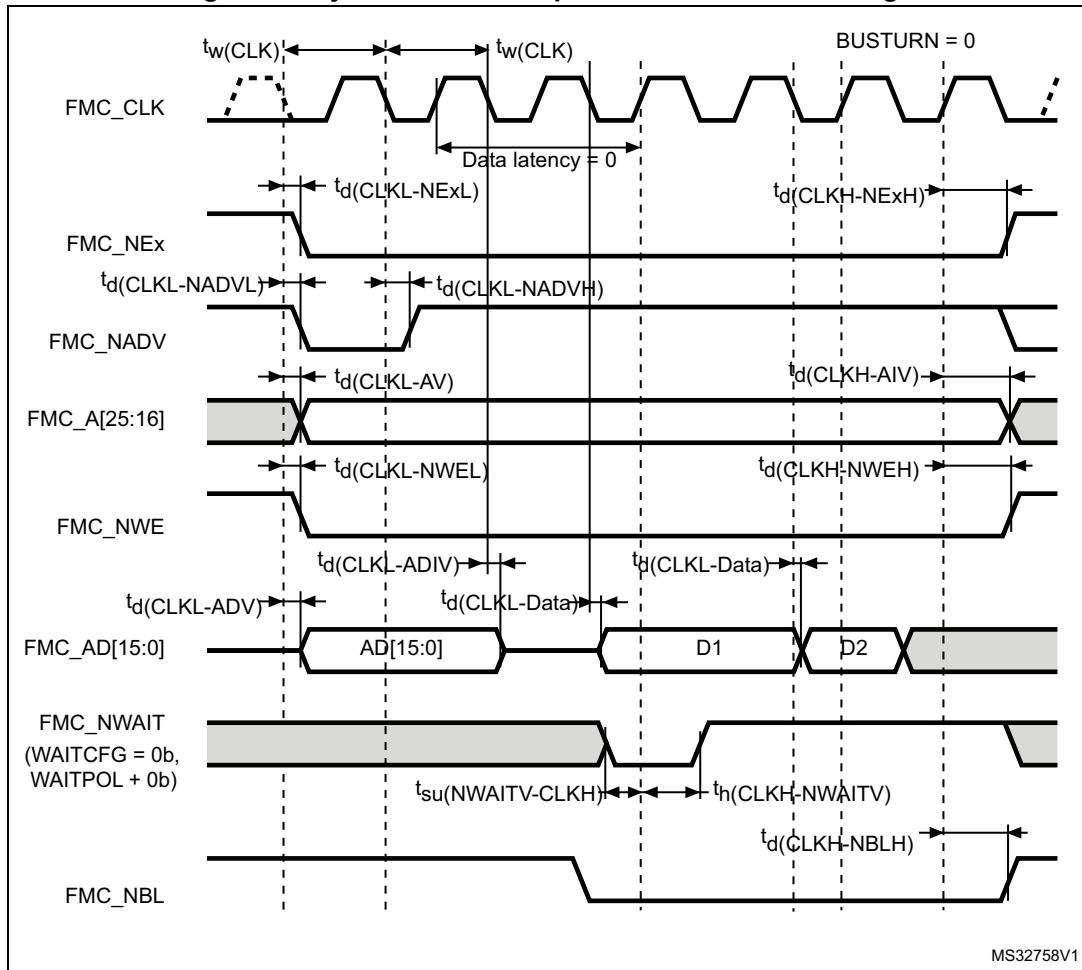 tw(CLK) tw(CLK) BUSTURN = 0
FMC_CLK
Data latency = 0
td(CLKL-NExL) td(CLKH-NExH)
FMC_NEx
td(CLKL-NADVL) td(CLKL-NADVH)
FMC_NADV
td(CLKL-AV) td(CLKH-AIV)
FMC_A[25:16]
td(CLKL-NWEL) td(CLKH-NWEH)
FMC_NWE
td(CLKL-ADIV) td(CLKL-Data)
td(CLKL-ADV) td(CLKL-Data)
FMC_AD[15:0] AD[15:0] D1 D2
FMC_NWAIT
(WAITCFG = 0b,
WAITPOL + 0b)
tsu(NWAITV-CLKH) th(CLKH-NWAITV)
td(CLKH-NBLH)
FMC_NBL
MS32758V1